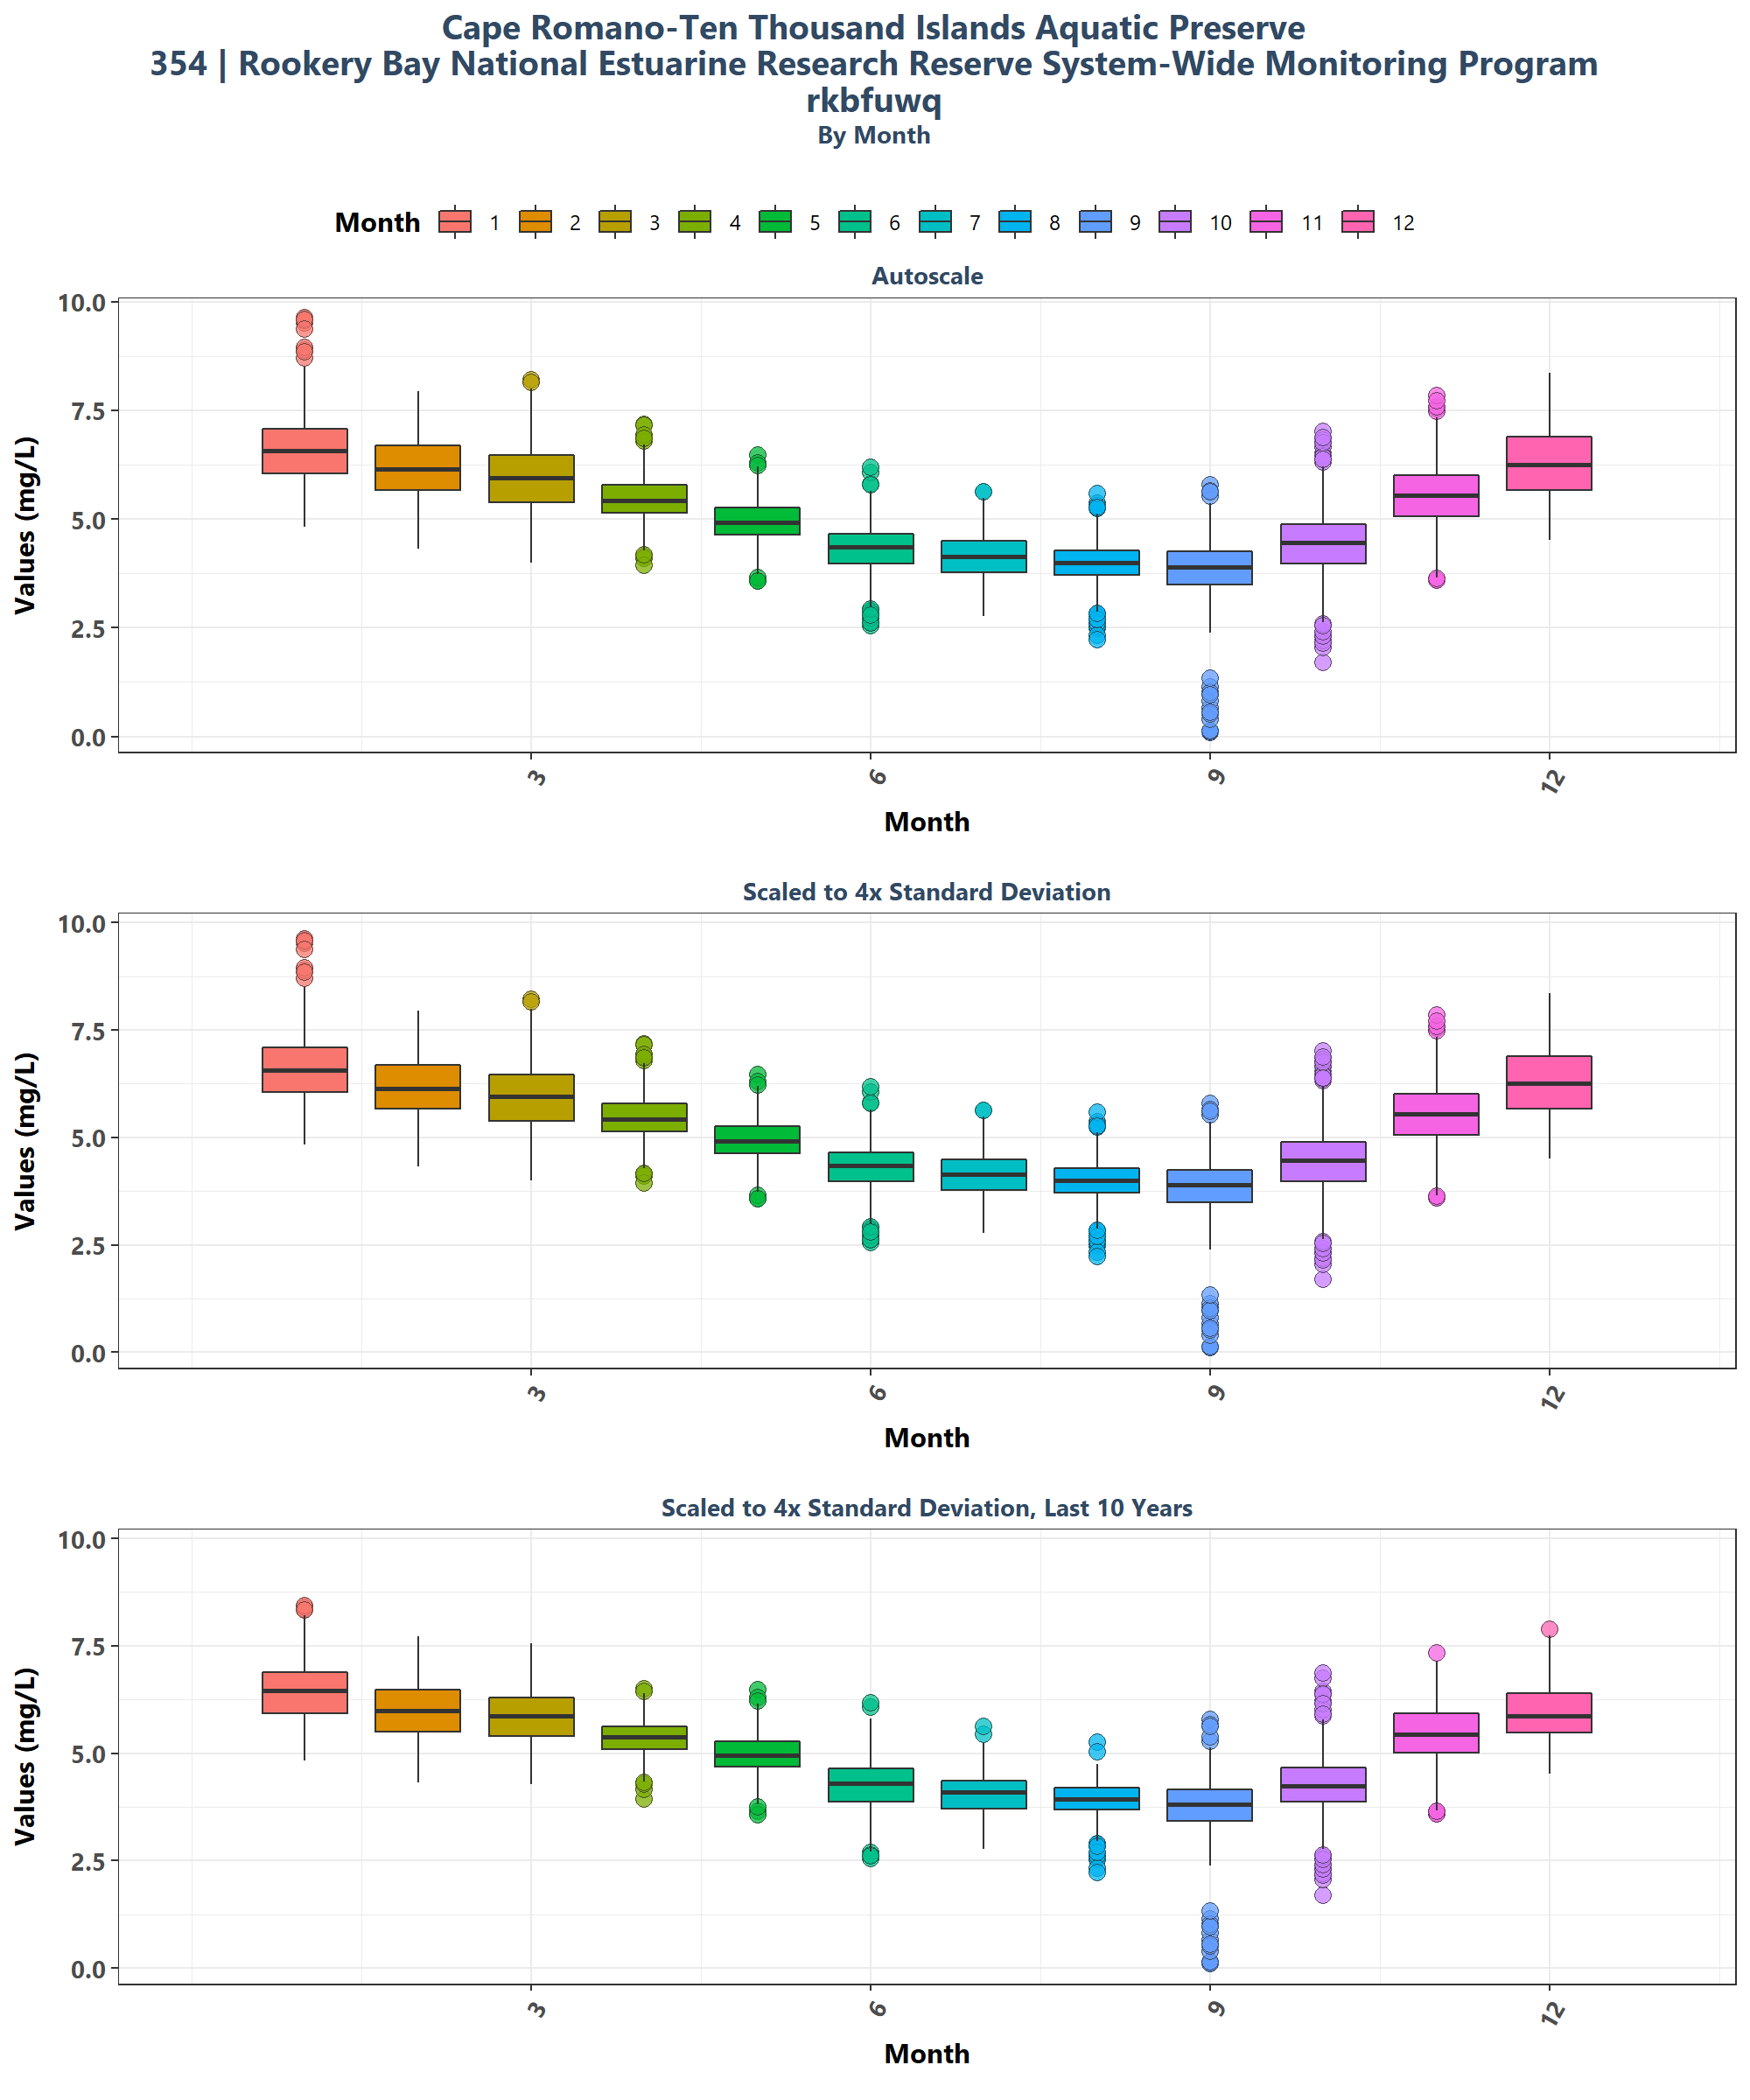 Cape Romano-Ten Thousand Islands Aquatic Preserve
354 | Rookery Bay National Estuarine Research Reserve System-Wide Monitoring Program
rkbfuwq
By Month
Month 1 2 3 4 5 6 7 8 9 10 11 12
Autoscale
Values (mg/L)
10.0
7.5
5.0
2.5
0.0
3 6 9 12
Month
Scaled to 4x Standard Deviation
Values (mg/L)
10.0
7.5
5.0
2.5
0.0
3 6 9 12
Month
Scaled to 4x Standard Deviation, Last 10 Years
Values (mg/L)
10.0
7.5
5.0
2.5
0.0
3 6 9 12
Month